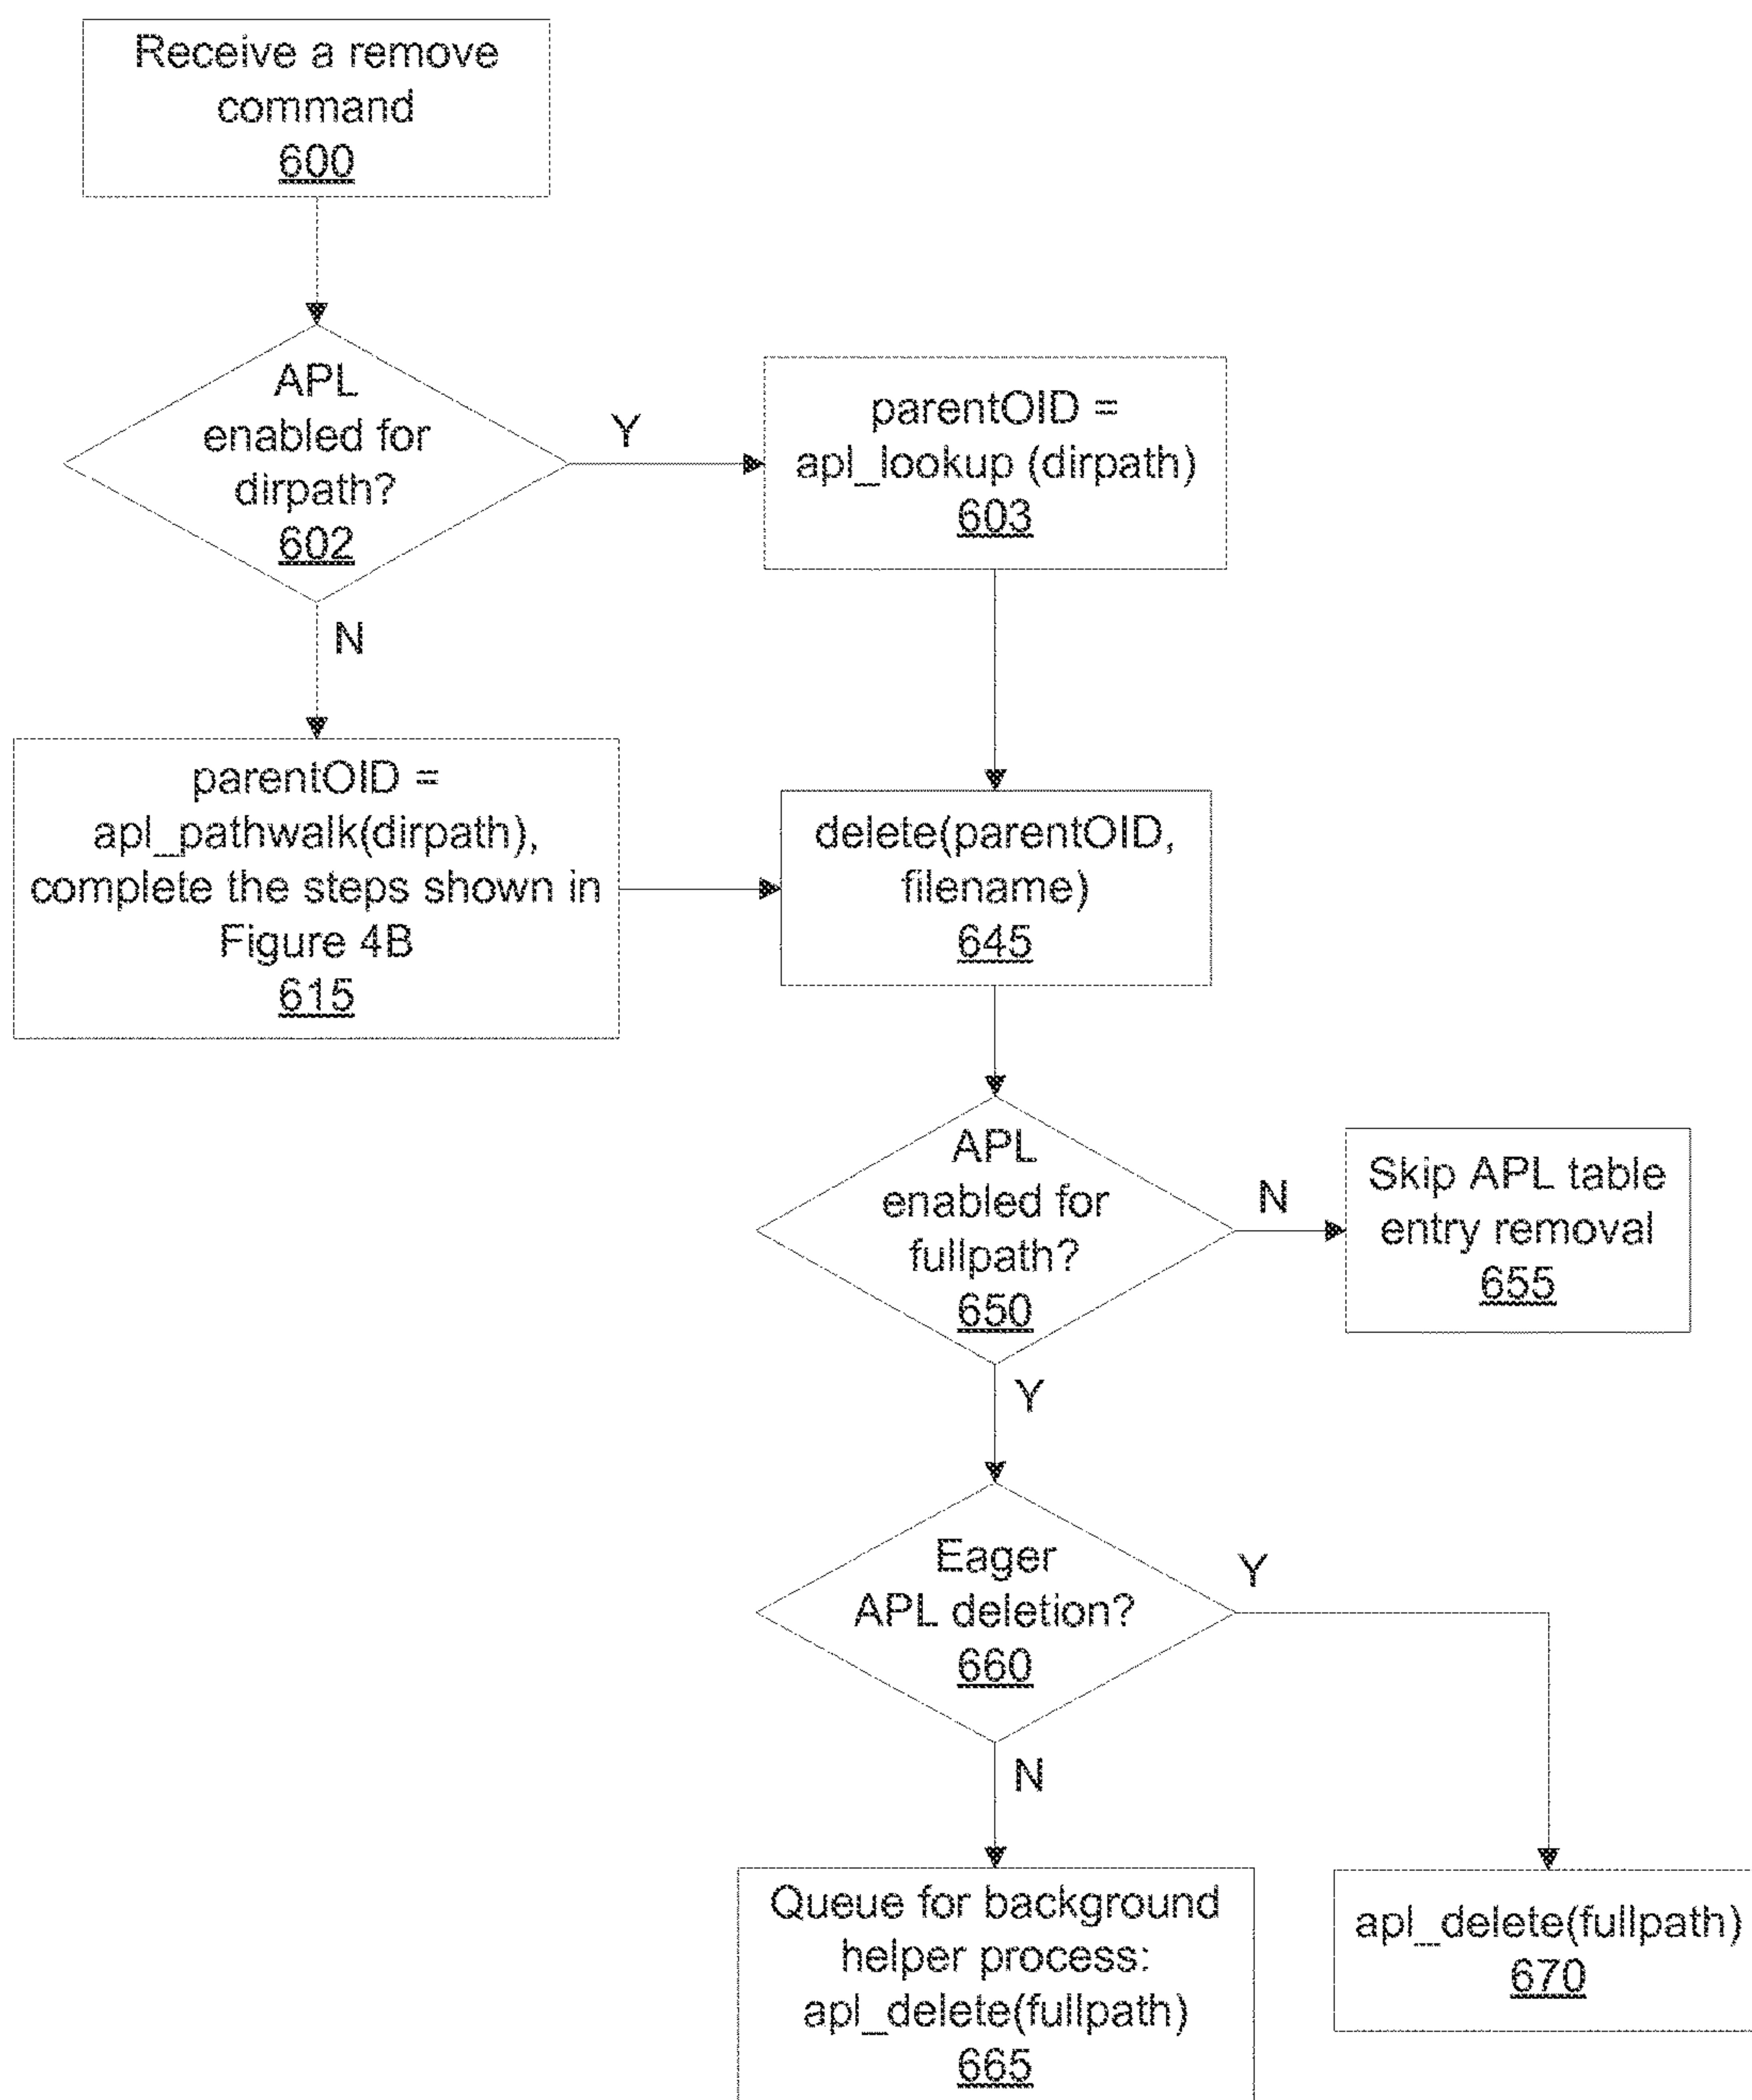 Receive a remove
command
600
APL
enabled for
dirpath?
602
Y
parentOID =
apl_lookup (dirpath)
603
N
parentOID =
apl_pathwalk(dirpath),
complete the steps shown in
Figure 4B
615
delete(parentOID,
filename)
645
APL
enabled for
fullpath?
650
N
Skip APL table
entry removal
655
Y
Eager
APL deletion?
660
Y
N
Queue for background
helper process:
apl_delete(fullpath)
665
apl_delete(fullpath)
670